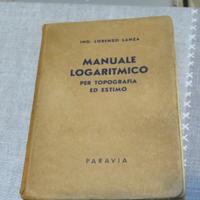 ING. LORENZO LANZA
MANUALE
LOGARITMICO
PER TOPOGRAFIA
ED ESTIMO
PARAVIA